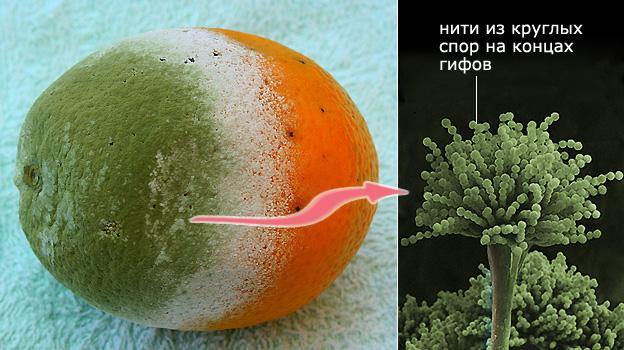 нити из круглых
спор на концах
гифов